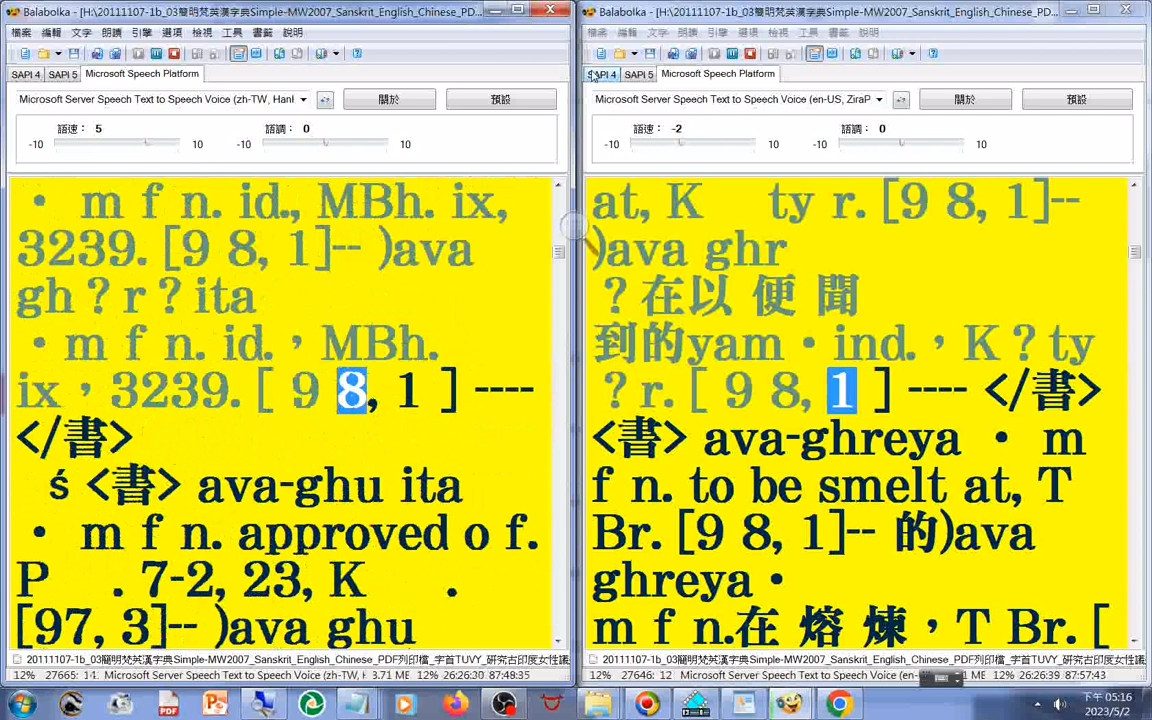 Balabolka - [H:\20111107-1b_03簡明梵英漢字典Simple-MW2007_Sanskrit_English_Chinese_PD...
檔案 編輯 文字 朗讀 引擎 選項 檢視 工具 書籤 說明
SAPI 4 SAPI 5 Microsoft Speech Platform
Microsoft Server Speech Text to Speech Voice (zh-TW, Hanl
關於 預設
語速： 5 語調： 0
-10 10 -10 10
• m f n. id., MBh. ix,
3239. [9 8, 1]-- )ava
gh ? r ? ita
• m f n. id. , MBh.
ix , 3239. [ 9 8, 1 ] ----
</書>
ś <書> ava-ghu ita
• m f n. approved o f.
P . 7-2, 23, K .
[97, 3]-- )ava ghu
20111107-1b_03簡明梵英漢字典Simple-MW2007_Sanskrit_English_Chinese_PDF列印檔_字首TUVY_研究古印度女性議
12% 27665: 14 Microsoft Server Speech Text to Speech Voice (zh-TW, 3.71 MB 12% 26:26:30 87:48:35
Balabolka - [H:\20111107-1b_03簡明梵英漢字典Simple-MW2007_Sanskrit_English_Chinese_PD...
檔案 編輯 文字 朗讀 引擎 選項 檢視 工具 書籤 說明
SAPI 4 SAPI 5 Microsoft Speech Platform
Microsoft Server Speech Text to Speech Voice (en-US, ZiraP
關於 預設
語速： -2 語調： 0
-10 10 -10 10
at, K ty r. [9 8, 1]--
)ava ghr
? 在以 便 聞
到的yam • ind. , K ? ty
? r. [ 9 8, 1 ] ---- </書>
<書> ava-ghreya • m
f n. to be smelt at, T
Br. [9 8, 1]-- 的)ava
ghreya •
m f n.在 熔 煉 , T Br. [
20111107-1b_03簡明梵英漢字典Simple-MW2007_Sanskrit_English_Chinese_PDF列印檔_字首TUVY_研究古印度女性議
12% 27646: 12 Microsoft Server Speech Text to Speech Voice (en-US, 12% 26:26:39 87:57:43
下午 05:16
2023/5/2